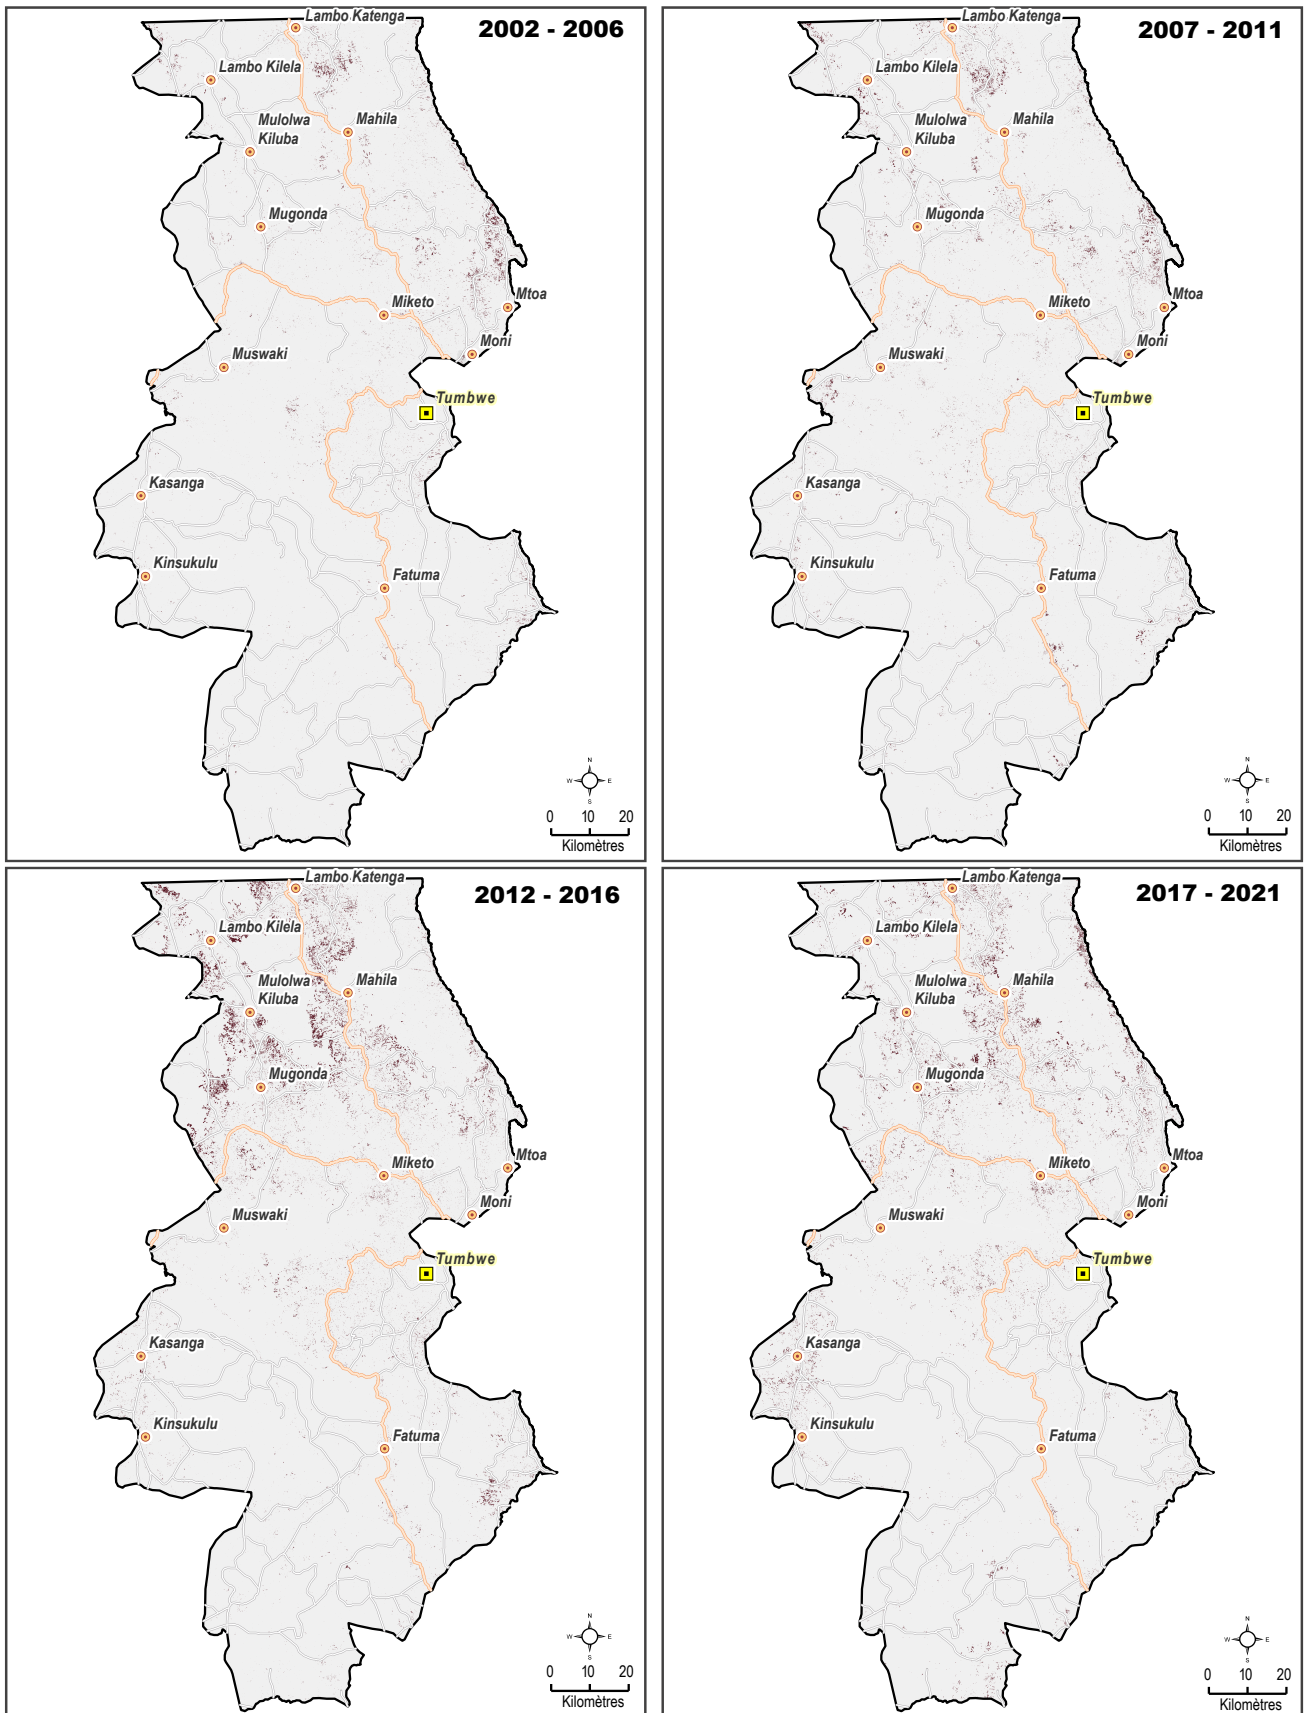 2002 - 2006
Lambo Katenga
Lambo Kilela
Mulolwa
Kiluba
Mahila
Mugonda
Mtoa
Miketo
Moni
Muswaki
Tumbwe
Kasanga
Kinsukulu
Fatuma
N
W E
S
0 10 20
Kilomètres
2007 - 2011
Lambo Katenga
Lambo Kilela
Mulolwa
Kiluba
Mahila
Mugonda
Mtoa
Miketo
Moni
Muswaki
Tumbwe
Kasanga
Kinsukulu
Fatuma
N
W E
S
0 10 20
Kilomètres
2012 - 2016
Lambo Katenga
Lambo Kilela
Mulolwa
Kiluba
Mahila
Mugonda
Mtoa
Miketo
Moni
Muswaki
Tumbwe
Kasanga
Kinsukulu
Fatuma
N
W E
S
0 10 20
Kilomètres
2017 - 2021
Lambo Katenga
Lambo Kilela
Mulolwa
Kiluba
Mahila
Mugonda
Mtoa
Miketo
Moni
Muswaki
Tumbwe
Kasanga
Kinsukulu
Fatuma
N
W E
S
0 10 20
Kilomètres